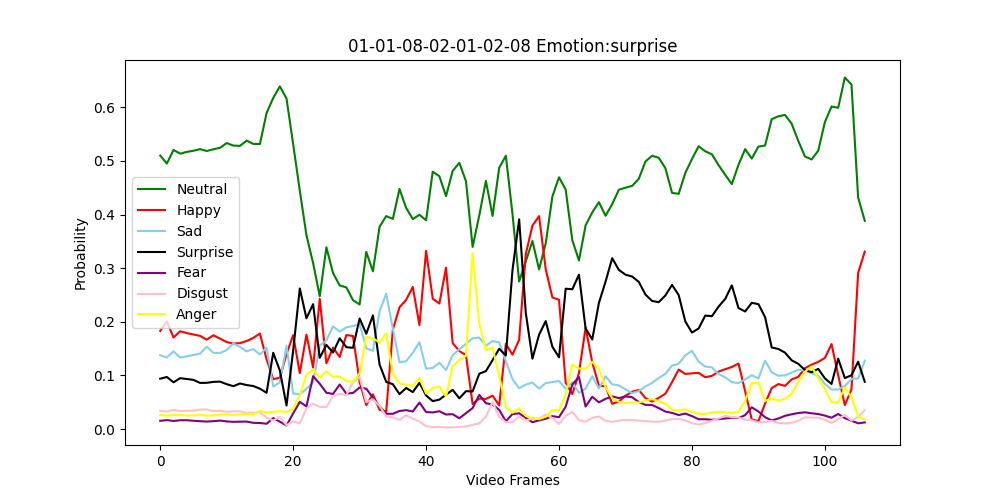 01-01-08-02-01-02-08 Emotion:surprise
Probability
0.6
0.5
0.4
0.3
0.2
0.1
0.0
Neutral
Happy
Sad
Surprise
Fear
Disgust
Anger
0 20 40 60 80 100
Video Frames